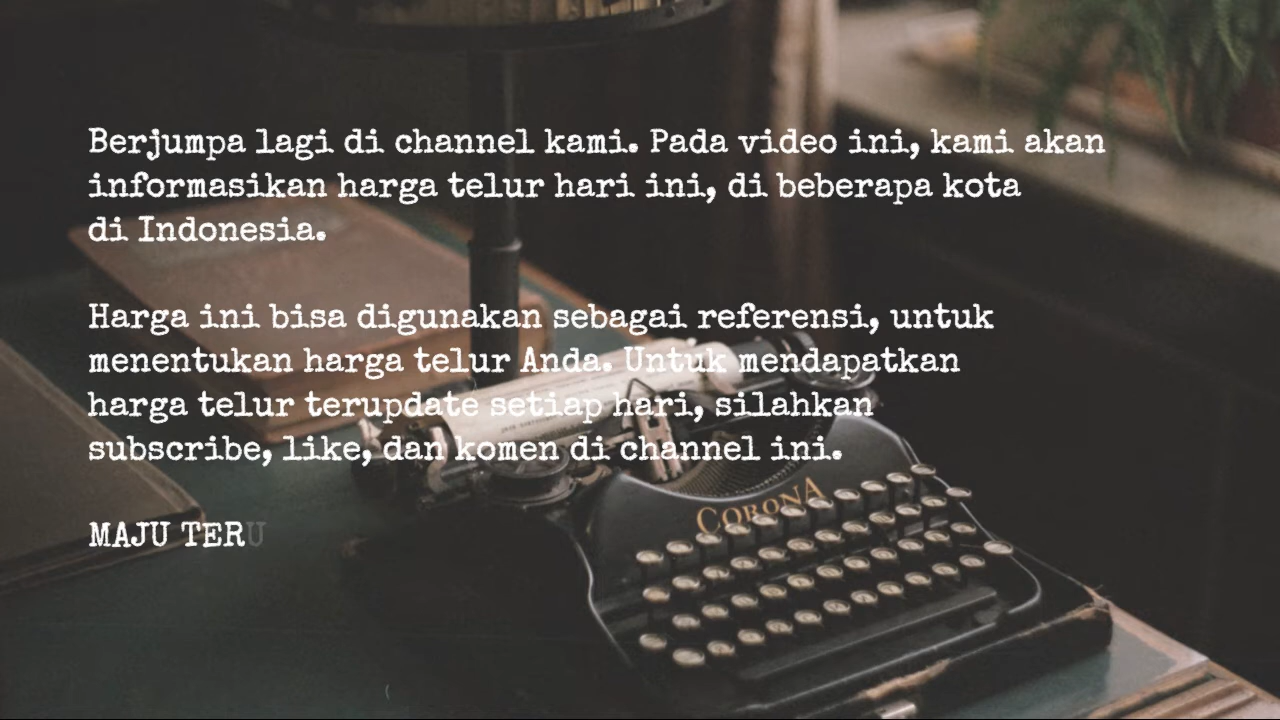 Berjumpa lagi di channel kami. Pada video ini, kami akan
informasikan harga telur hari ini, di beberapa kota
di Indonesia.
Harga ini bisa digunakan sebagai referensi, untuk
menentukan harga telur Anda. Untuk mendapatkan
harga telur terupdate setiap hari, silahkan
subscribe, like, dan komen di channel ini.
MAJU TERU
CORONA